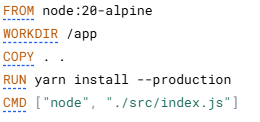 FROM node:20-alpine
WORKDIR /app
COPY . .
RUN yarn install --production
CMD ["node", "./src/index.js"]